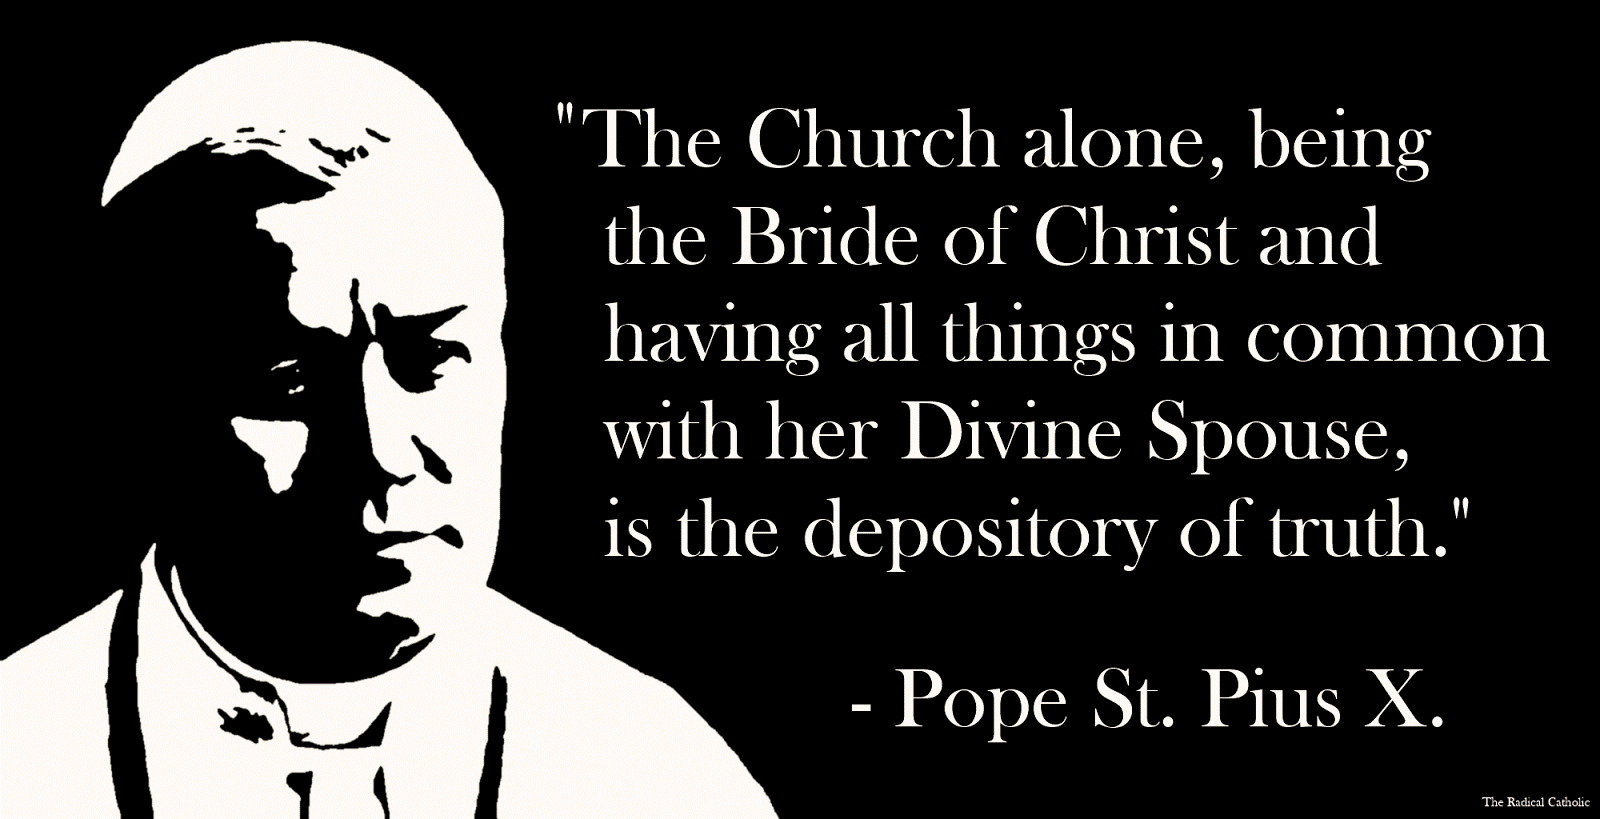 "The Church alone, being
the Bride of Christ and
having all things in common
with her Divine Spouse,
is the depository of truth."
- Pope St. Pius X.
The Radical Catholic